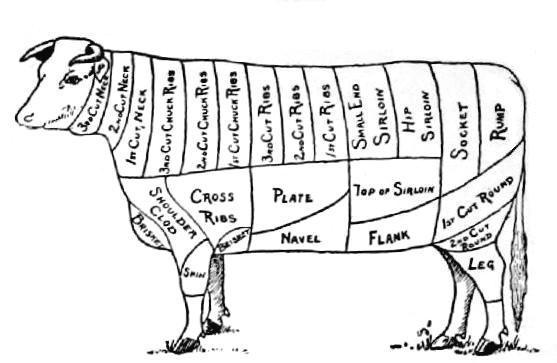 3RD CUT NECK
2ND CUT NECK
1ST CUT, NECK
3RD CUT CHUCK RIBS
2ND CUT CHUCK RIBS
1ST CUT CHUCK RIBS
3RD CUT RIBS
2ND CUT RIBS
1ST CUT RIBS
SMALL END
SIRLOIN
HIP
SIRLOIN
SOCKET
RUMP
SHOULDER
CLOD
CROSS
RIBS
PLATE
TOP OF SIRLOIN
1ST CUT ROUND
BRISKET
BRISKET
NAVEL
FLANK
2ND CUT
ROUND
SHIN
LEG